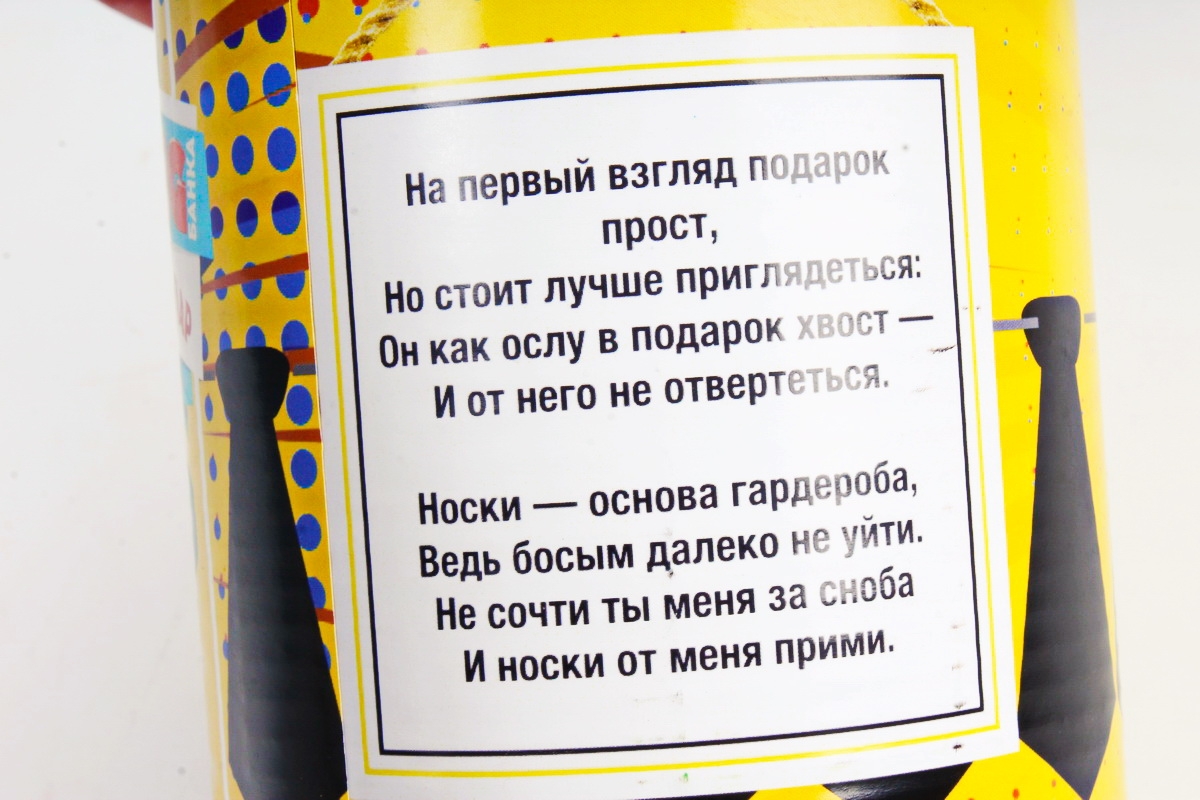 На первый взгляд подарок
прост,
Но стоит лучше приглядеться:
Он как ослу в подарок хвост —
И от него не отвертеться.
Носки — основа гардероба,
Ведь босым далеко не уйти.
Не сочти ты меня за сноба
И носки от меня прими.
БАНКА